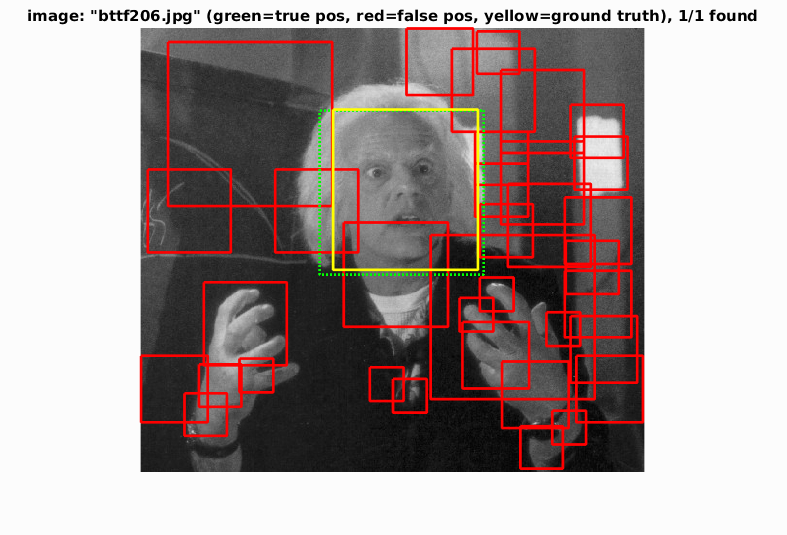 image: "bttf206.jpg" (green=true pos, red=false pos, yellow=ground truth), 1/1 found